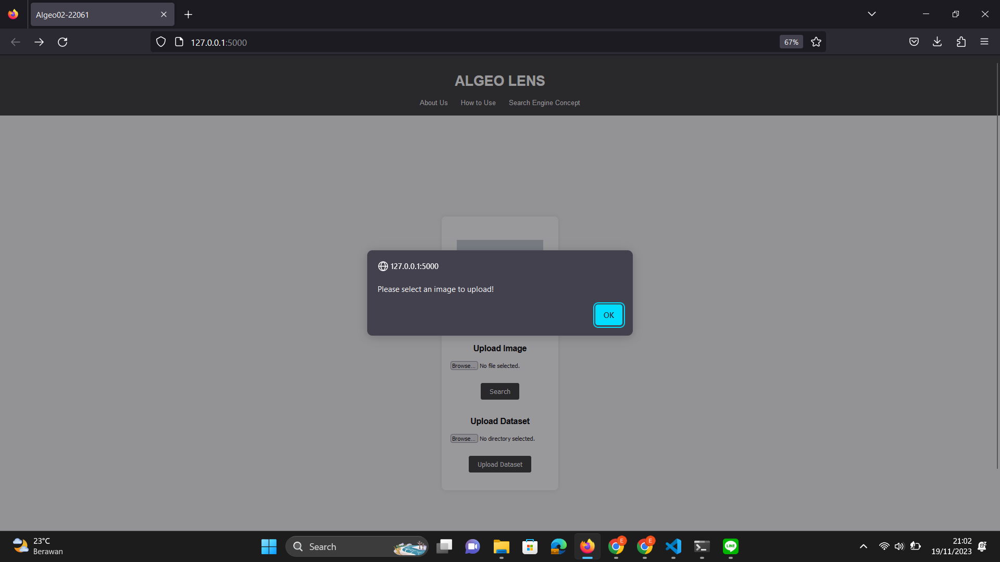 Algeo02-22061
127.0.0.1:5000
67%
ALGEO LENS
About Us How to Use Search Engine Concept
127.0.0.1:5000
Please select an image to upload!
OK
Upload Image
Browse... No file selected.
Search
Upload Dataset
Browse... No directory selected.
Upload Dataset
23°C
Berawan
Search
E
E
LINE
21:02
19/11/2023